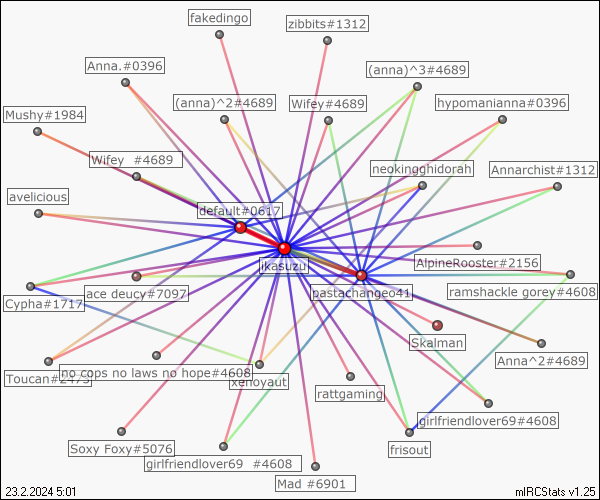 fakedingo
zibbits#1312
Anna.#0396
(anna)^3#4689
(anna)^2#4689
Wifey#4689
hypomanianna#0396
Mushy#1984
Wifey  #4689
neokingghidorah
Annarchist#1312
avelicious
default#0617
ikasuzu
AlpineRooster#2156
Cypha#1717
ace deucy#7097
pastachangeo41
ramshackle gorey#4608
Skalman
Anna^2#4689
Toucan#2473
no cops no laws no hope#4608
xenoyaut
rattgaming
girlfriendlover69#4608
Soxy Foxy#5076
girlfriendlover69  #4608
frisout
Mad #6901
23.2.2024 5:01
mIRCStats v1.25